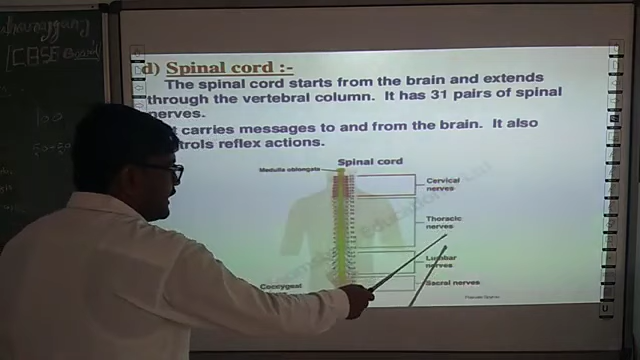 [CBSE Board]
d) Spinal cord :-
The spinal cord starts from the brain and extends
through the vertebral column. It has 31 pairs of spinal
nerves.
carries messages to and from the brain. It also
trols reflex actions.
Spinal cord
Medulla oblongata
Cervical
nerves
Thoracic
nerves
Lumbar
nerves
Sacral nerves
Coccygeal